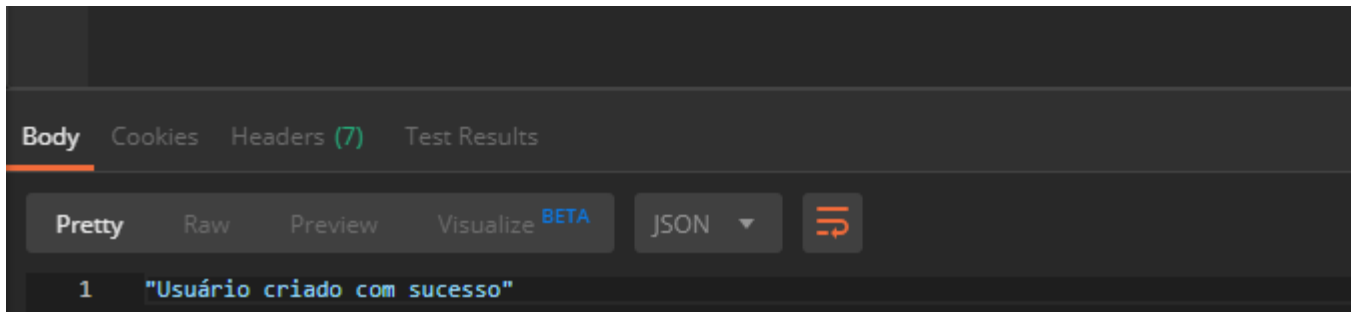 Body Cookies Headers (7) Test Results
Pretty Raw Preview Visualize BETA JSON
1 "Usuário criado com sucesso"